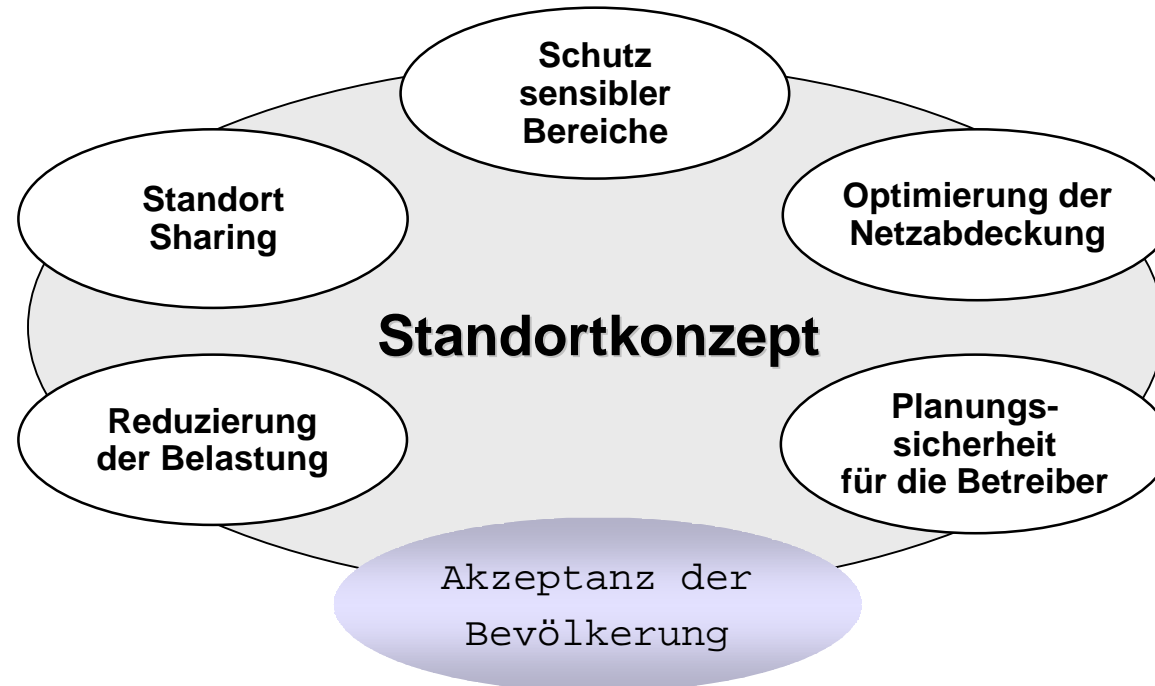 Schutz
sensibler
Bereiche
Standort
Sharing
Optimierung der
Netzabdeckung
Standortkonzept
Reduzierung
der Belastung
Planungs-
sicherheit
für die Betreiber
Akzeptanz der
Bevölkerung